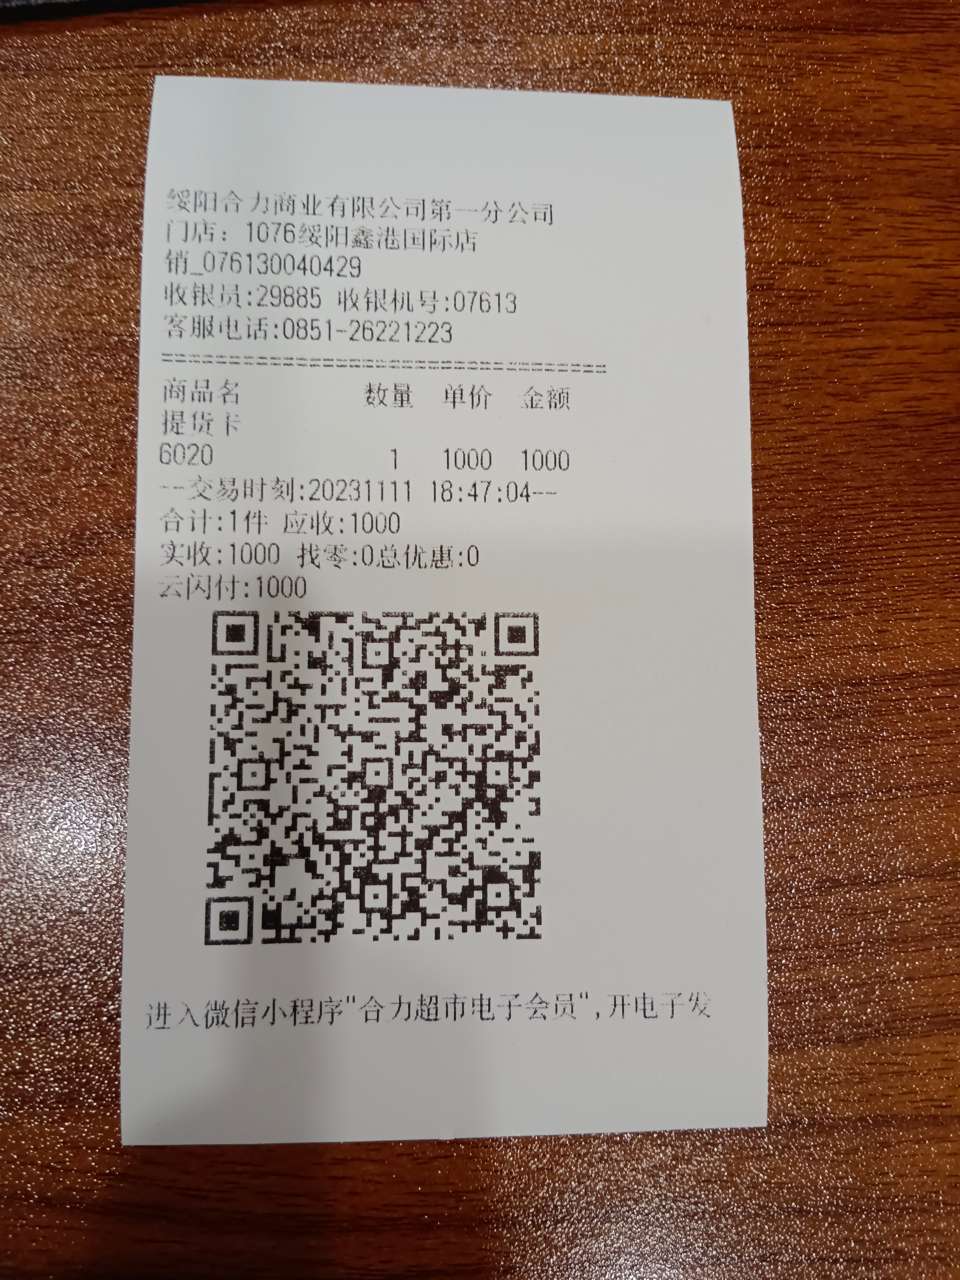 绥阳合力商业有限公司第一分公司
门店：1076绥阳鑫港国际店
销_076130040429
收银员:29885 收银机号:07613
客服电话:0851-26221223
==================================
商品名 数量 单价 金额
提货卡
6020 1 1000 1000
--交易时刻:20231111 18:47:04--
合计:1件 应收:1000
实收:1000 找零:0总优惠:0
云闪付:1000
进入微信小程序"合力超市电子会员",开电子发